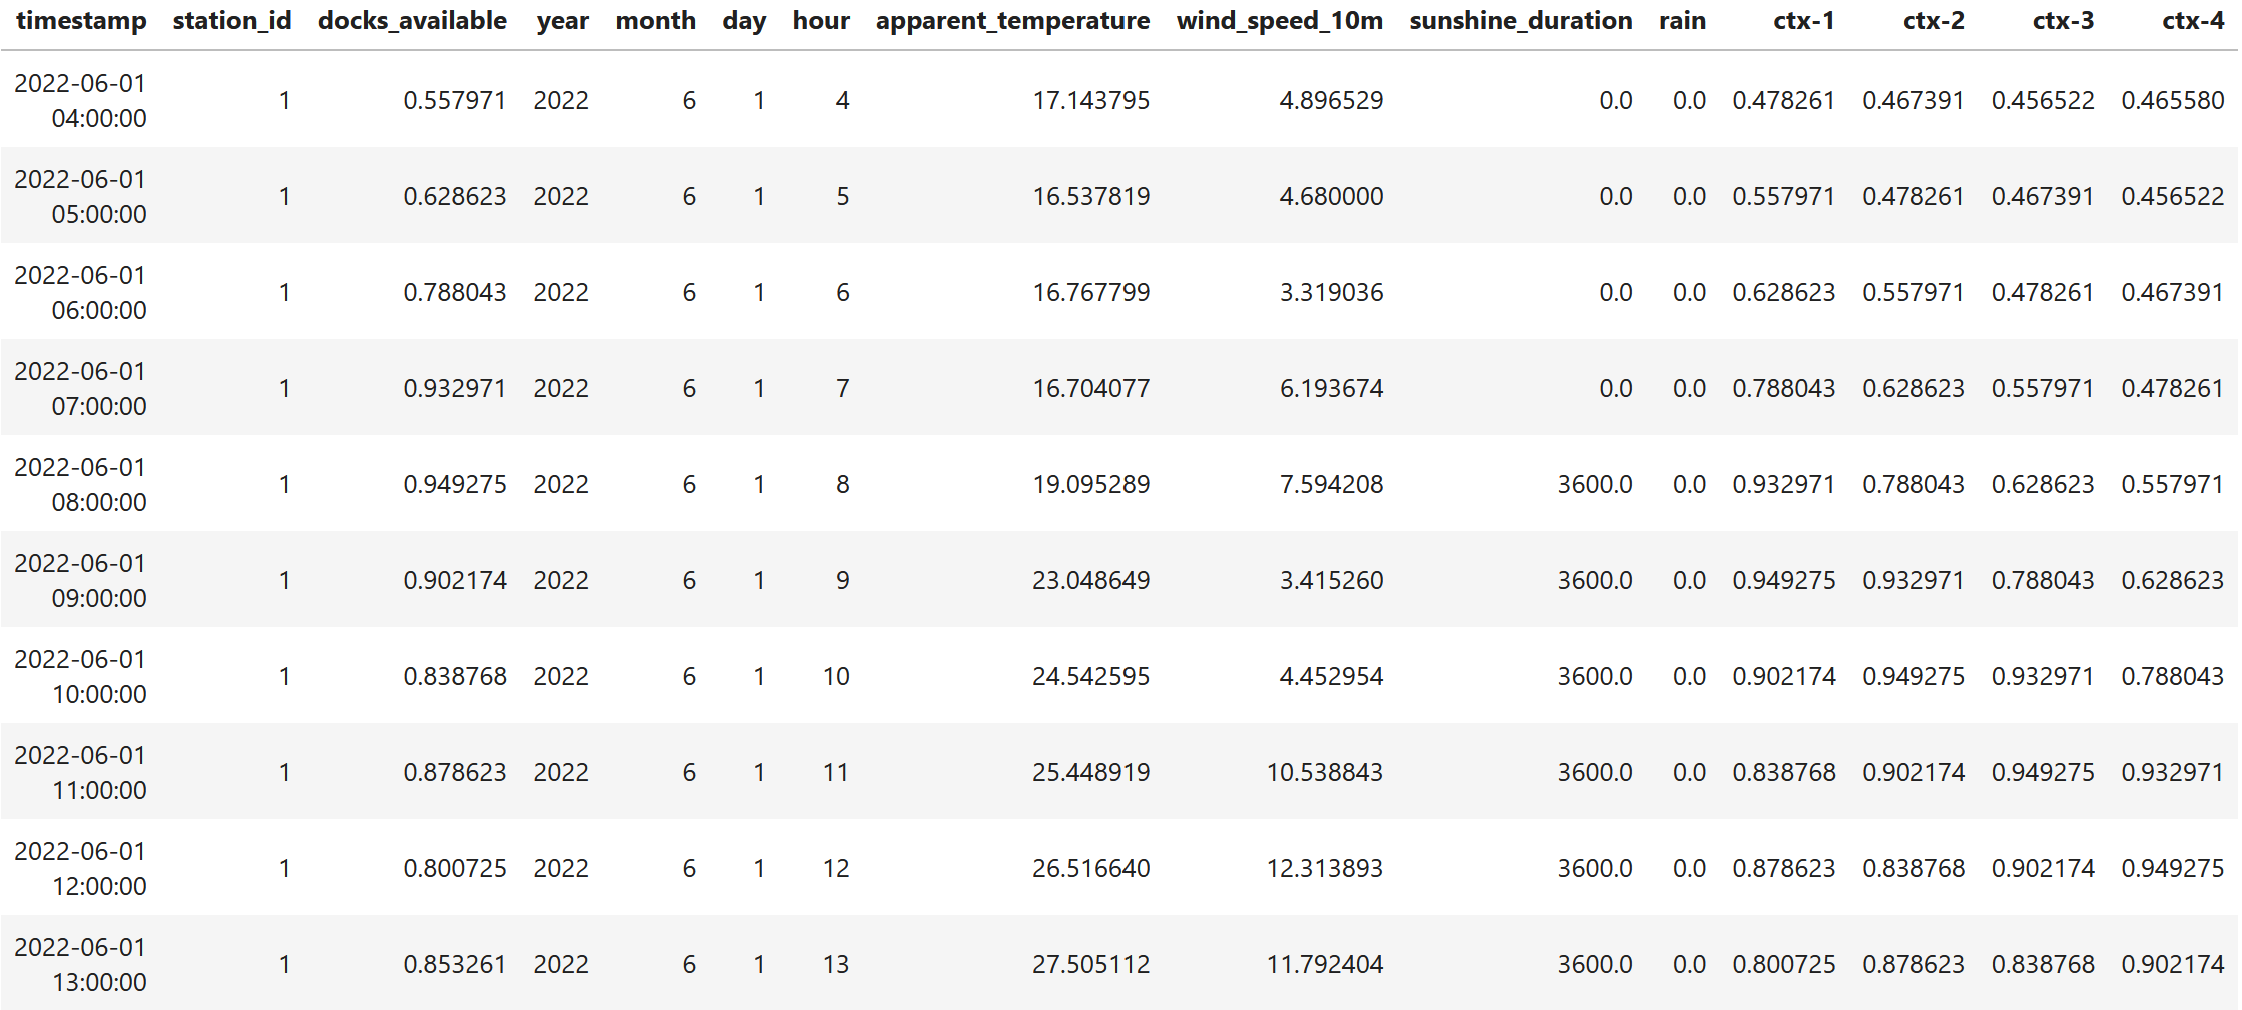 timestamp station_id docks_available year month day hour apparent_temperature wind_speed_10m sunshine_duration rain ctx-1 ctx-2 ctx-3 ctx-4
2022-06-01
04:00:00 1 0.557971 2022 6 1 4 17.143795 4.896529 0.0 0.0 0.478261 0.467391 0.456522 0.465580
2022-06-01
05:00:00 1 0.628623 2022 6 1 5 16.537819 4.680000 0.0 0.0 0.557971 0.478261 0.467391 0.456522
2022-06-01
06:00:00 1 0.788043 2022 6 1 6 16.767799 3.319036 0.0 0.0 0.628623 0.557971 0.478261 0.467391
2022-06-01
07:00:00 1 0.932971 2022 6 1 7 16.704077 6.193674 0.0 0.0 0.788043 0.628623 0.557971 0.478261
2022-06-01
08:00:00 1 0.949275 2022 6 1 8 19.095289 7.594208 3600.0 0.0 0.932971 0.788043 0.628623 0.557971
2022-06-01
09:00:00 1 0.902174 2022 6 1 9 23.048649 3.415260 3600.0 0.0 0.949275 0.932971 0.788043 0.628623
2022-06-01
10:00:00 1 0.838768 2022 6 1 10 24.542595 4.452954 3600.0 0.0 0.902174 0.949275 0.932971 0.788043
2022-06-01
11:00:00 1 0.878623 2022 6 1 11 25.448919 10.538843 3600.0 0.0 0.838768 0.902174 0.949275 0.932971
2022-06-01
12:00:00 1 0.800725 2022 6 1 12 26.516640 12.313893 3600.0 0.0 0.878623 0.838768 0.902174 0.949275
2022-06-01
13:00:00 1 0.853261 2022 6 1 13 27.505112 11.792404 3600.0 0.0 0.800725 0.878623 0.838768 0.902174